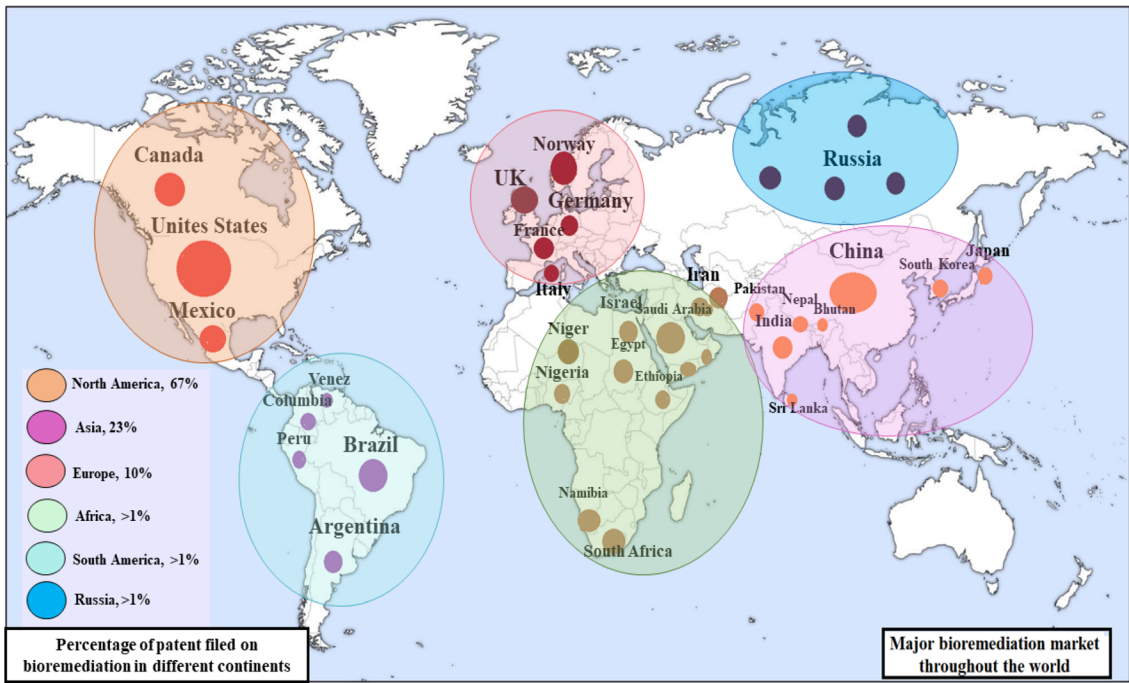 Canada
Unites States
Mexico
Norway
UK
Germany
France
Italy
Russia
China
Japan
South Korea
Iran
Pakistan
Nepal
Bhutan
India
Sri Lanka
Israel
Saudi Arabia
Niger
Egypt
Nigeria
Ethiopia
Namibia
South Africa
Venez
Columbia
Peru
Brazil
Argentina
North America, 67%
Asia, 23%
Europe, 10%
Africa, >1%
South America, >1%
Russia, >1%
Percentage of patent filed on
bioremediation in different continents
Major bioremediation market
throughout the world